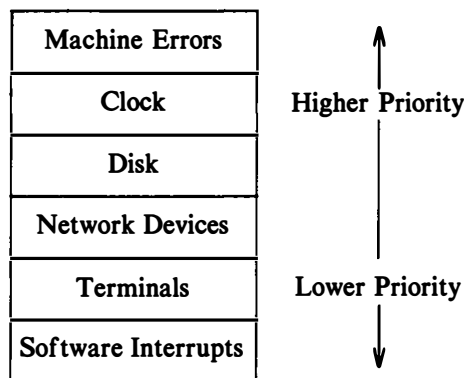 Machine Errors
Clock
Higher Priority
Disk
Network Devices
Terminals
Lower Priority
Software Interrupts